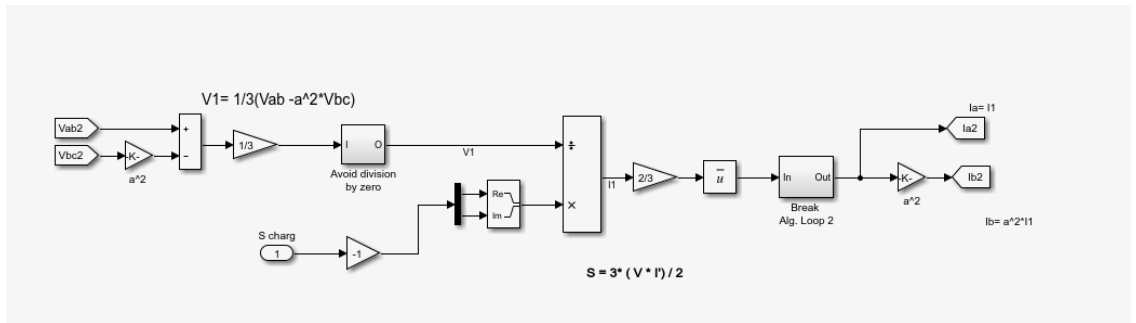 V1= 1/3(Vab -a^2*Vbc)
Ia= I1
Vab2
+
Ia2
Vbc2
-K-
−
1/3
I
O
V1
÷
a^2
Avoid division
by zero
Re
Im
×
I1
2/3
u
In
Out
-K-
Ib2
Break
Alg. Loop 2
a^2
Ib= a^2*I1
S charg
1
-1
S = 3* ( V * I') / 2